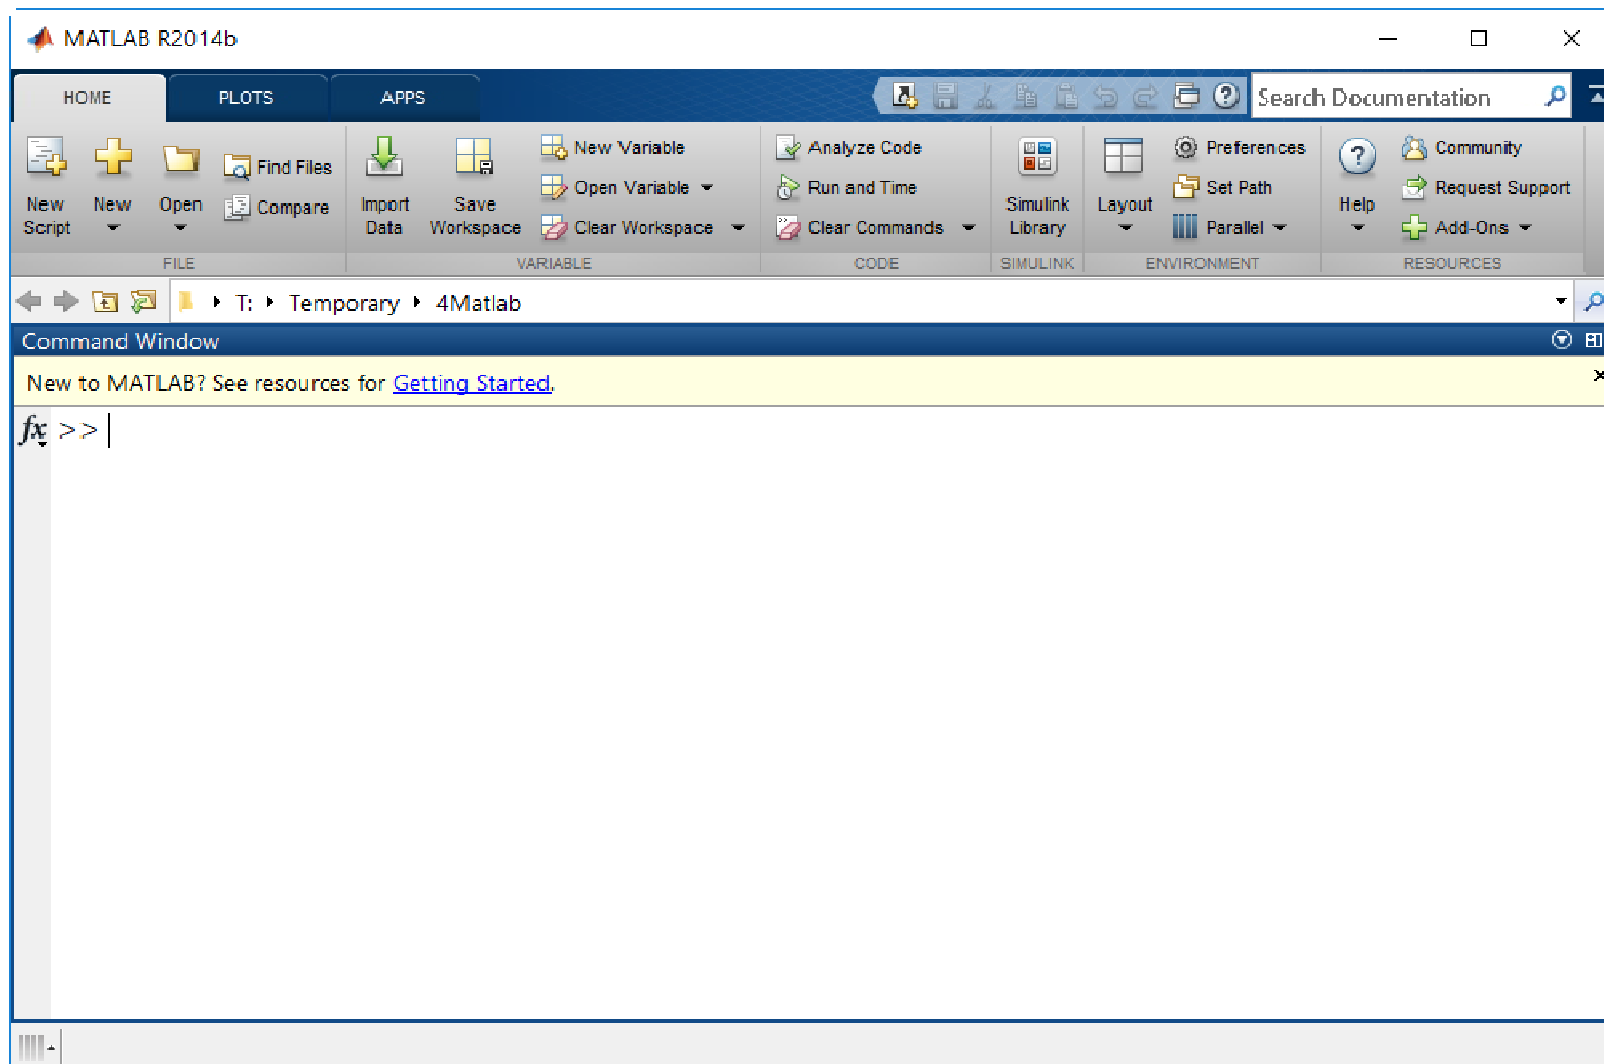 MATLAB R2014b
HOME PLOTS APPS
Search Documentation
New Script
New
Open
Find Files
Compare
Import Data
Save Workspace
New Variable
Open Variable
Clear Workspace
Analyze Code
Run and Time
Clear Commands
Simulink Library
Layout
Preferences
Set Path
Parallel
Help
Community
Request Support
Add-Ons
FILE VARIABLE CODE SIMULINK ENVIRONMENT RESOURCES
T: Temporary 4Matlab
Command Window
New to MATLAB? See resources for Getting Started.
fx >>